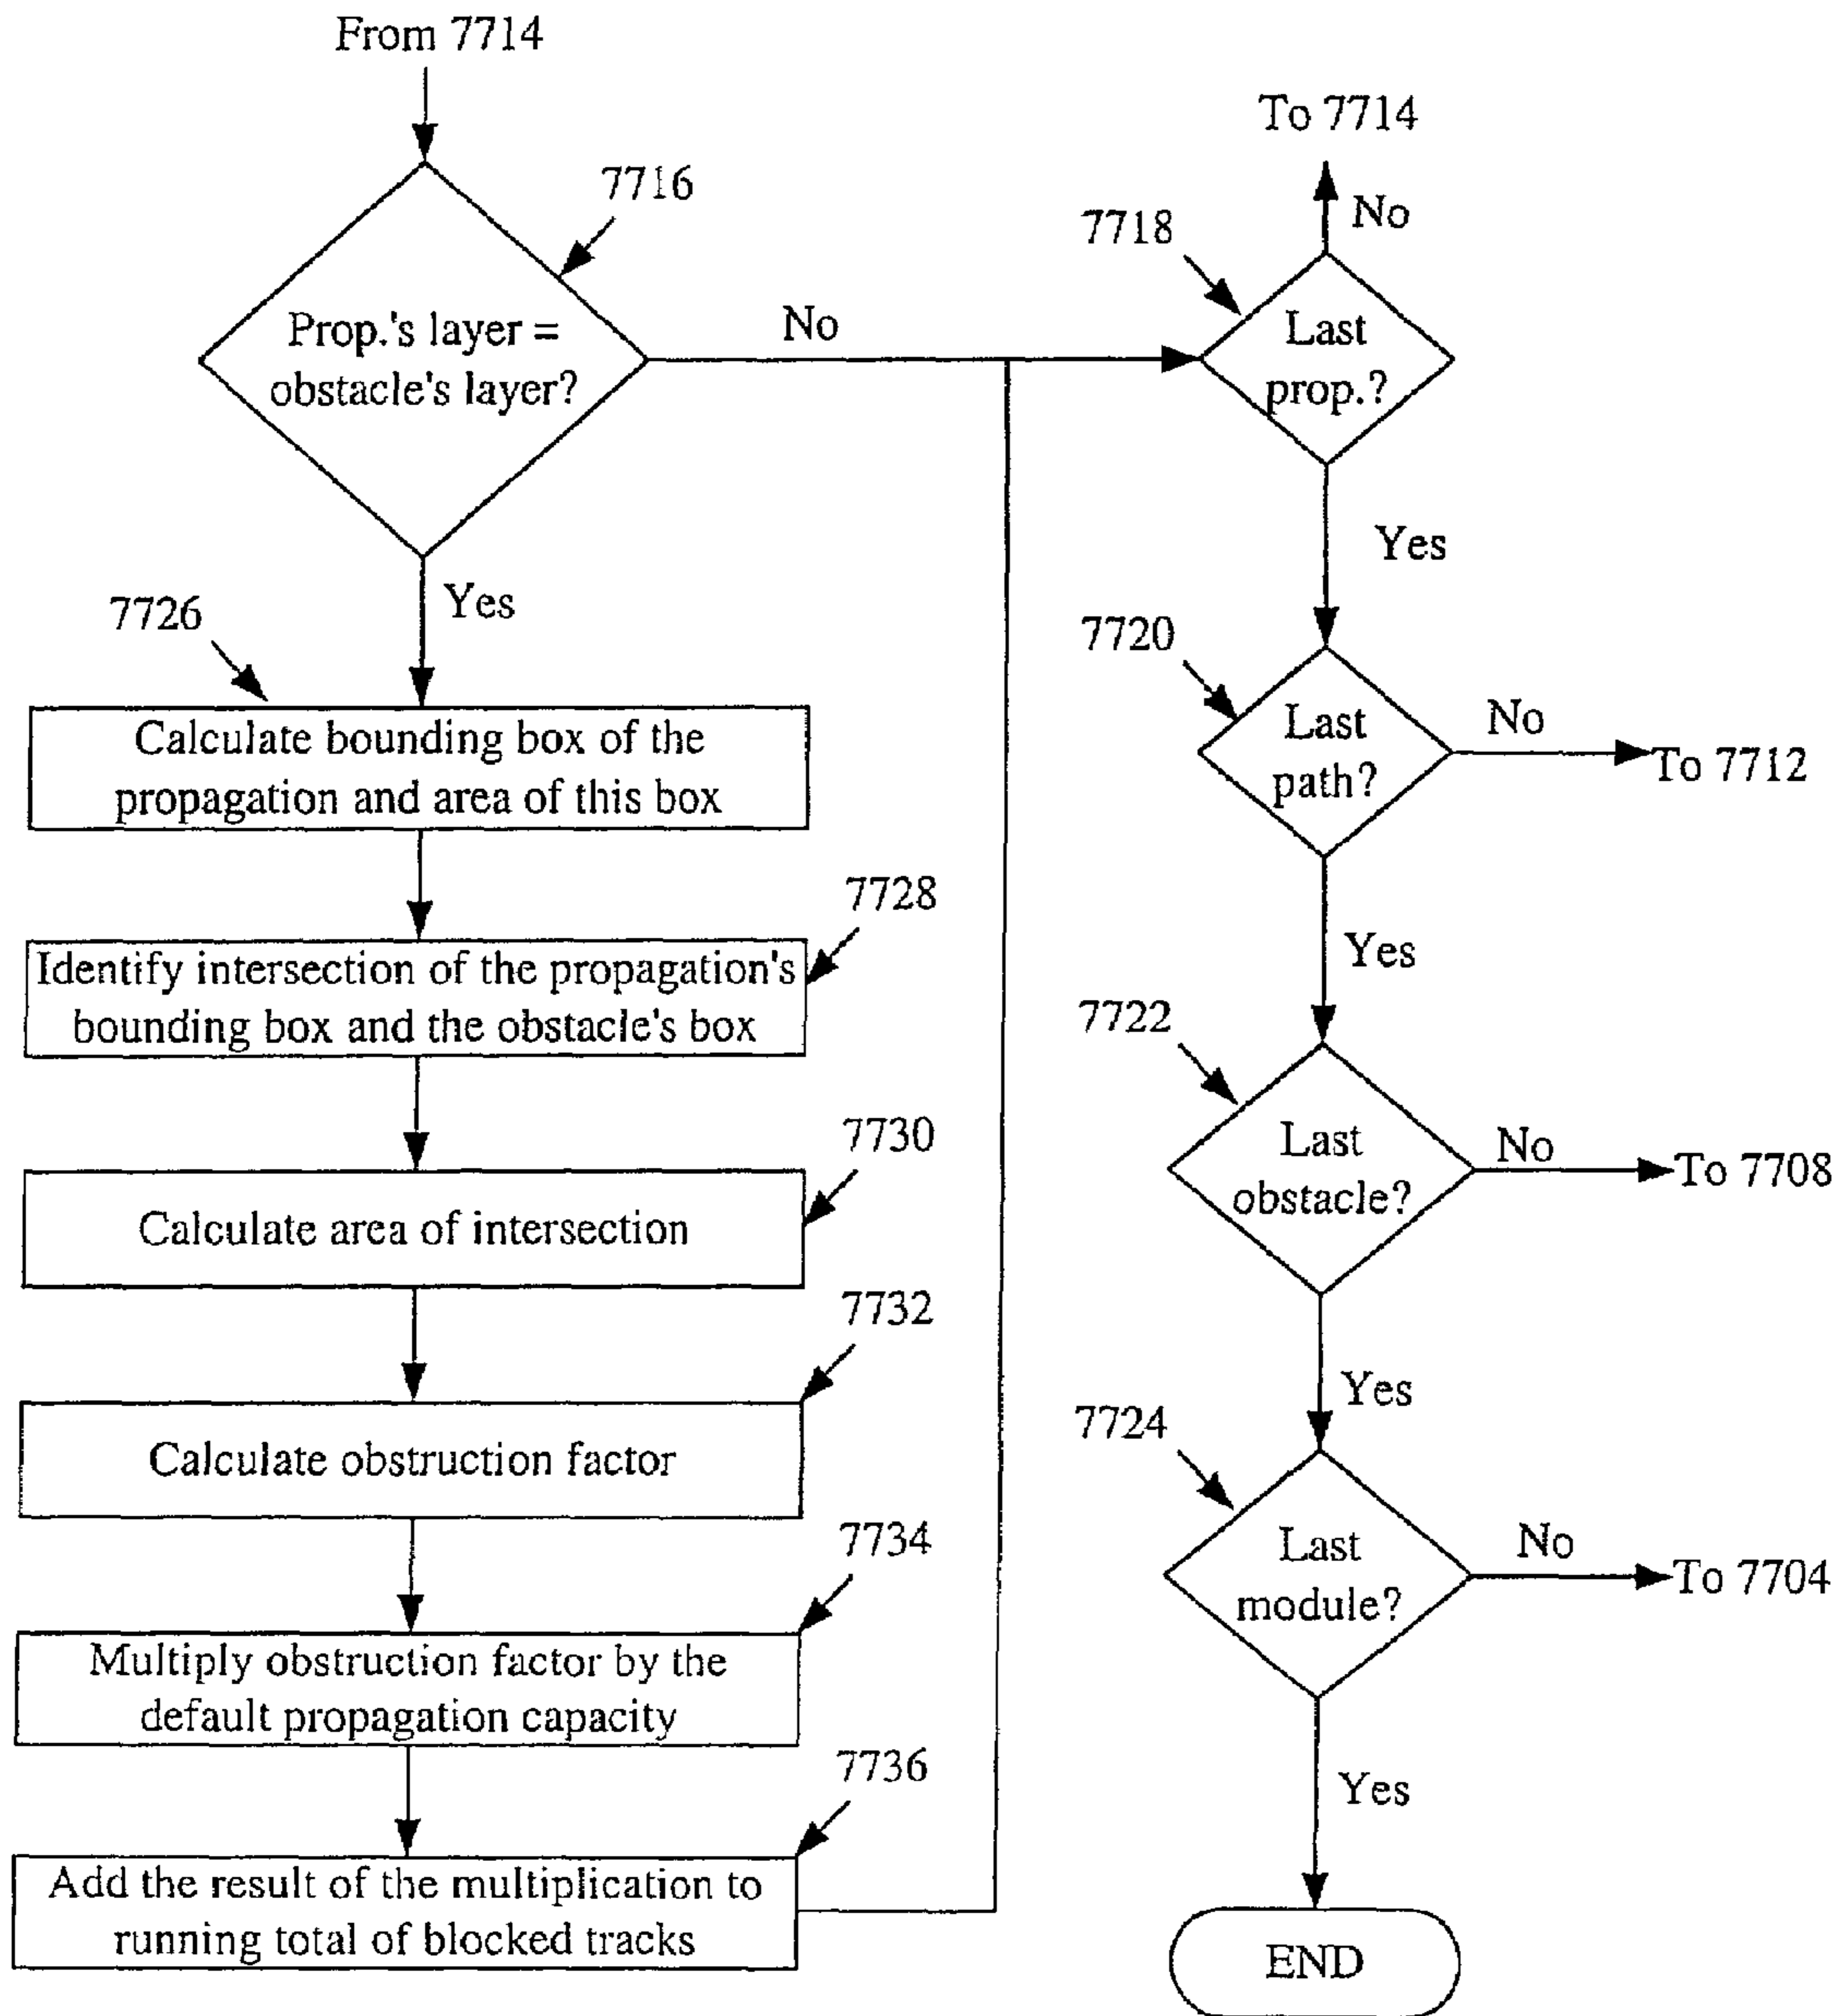 From 7714
7716
Prop.'s layer =
obstacle's layer?
No
Yes
7726
Calculate bounding box of the
propagation and area of this box
7728
Identify intersection of the propagation's
bounding box and the obstacle's box
7730
Calculate area of intersection
7732
Calculate obstruction factor
7734
Multiply obstruction factor by the
default propagation capacity
7736
Add the result of the multiplication to
running total of blocked tracks
To 7714
No
7718
Last
prop.?
Yes
7720
Last
path?
No
To 7712
Yes
7722
Last
obstacle?
No
To 7708
Yes
7724
Last
module?
No
To 7704
Yes
END